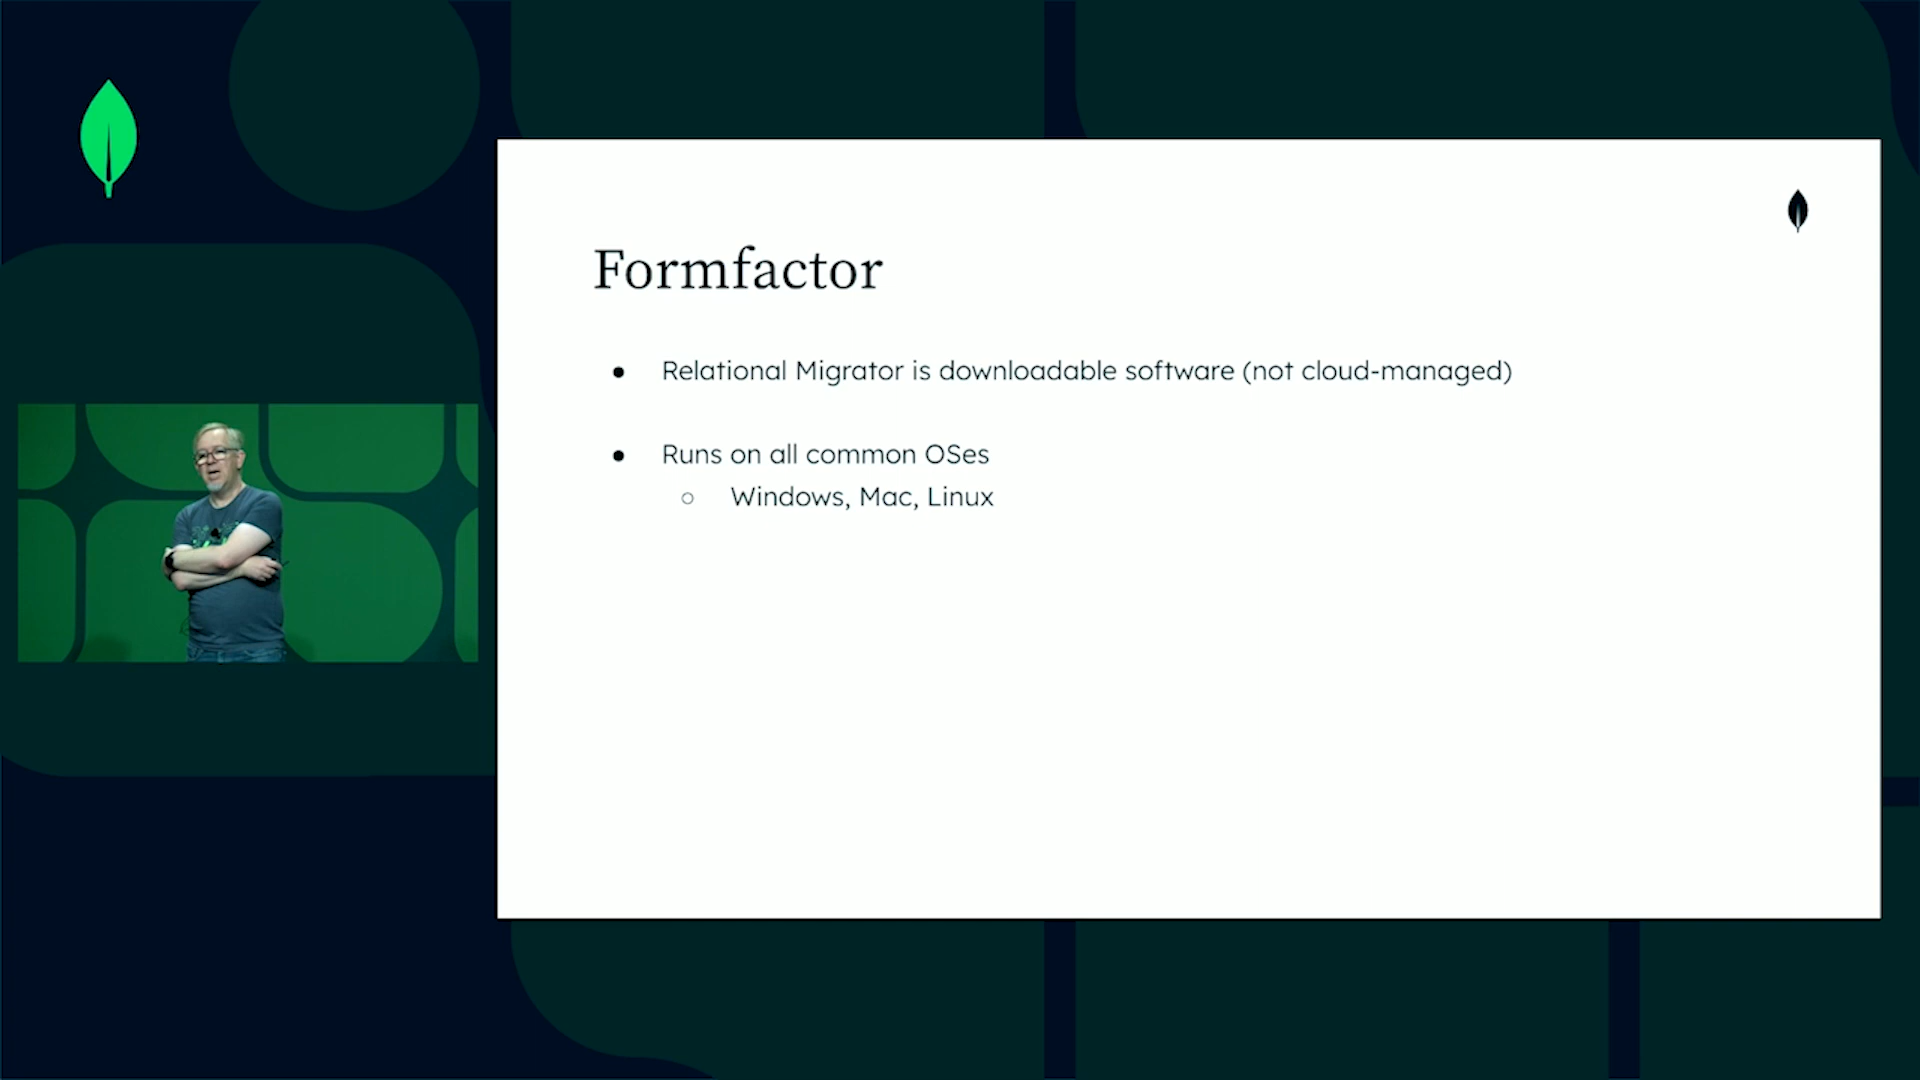 Formfactor
● Relational Migrator is downloadable software (not cloud-managed)
● Runs on all common OSes
○ Windows, Mac, Linux